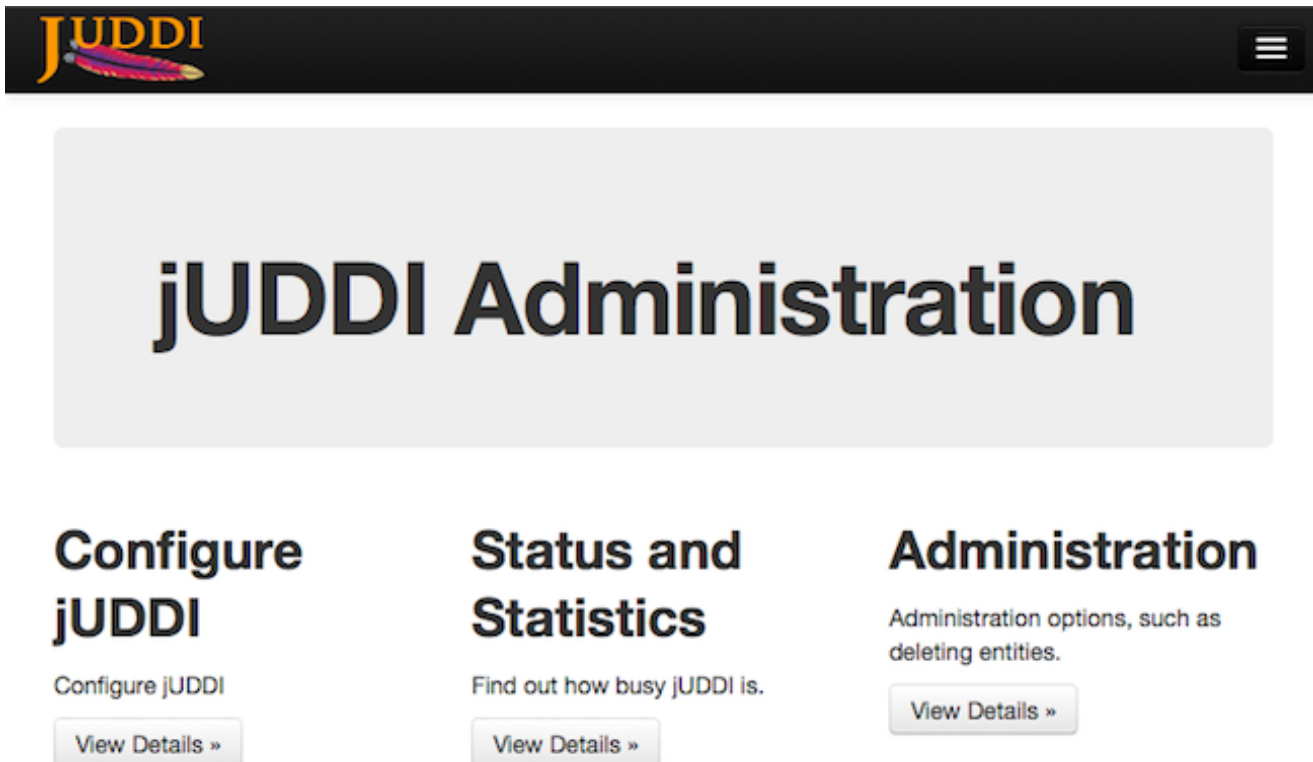 JUDDI
jUDDI Administration
Configure
jUDDI
Configure jUDDI
View Details »
Status and
Statistics
Find out how busy jUDDI is.
View Details »
Administration
Administration options, such as
deleting entities.
View Details »